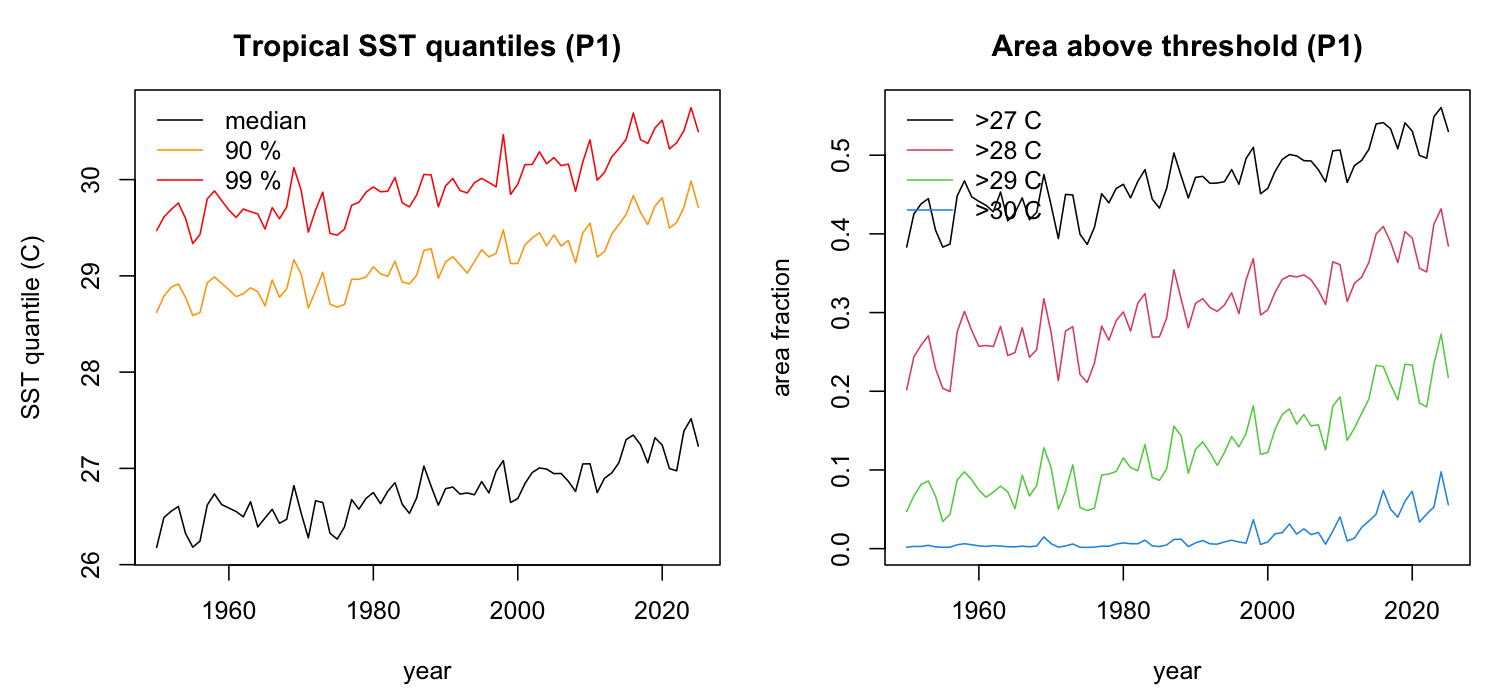 Tropical SST quantiles (P1)
SST quantile (C)
30
29
28
27
26
median
90 %
99 %
1960
1980
2000
2020
year
Area above threshold (P1)
area fraction
0.5
0.4
0.3
0.2
0.1
0.0
>27 C
>28 C
>29 C
>30 C
1960
1980
2000
2020
year